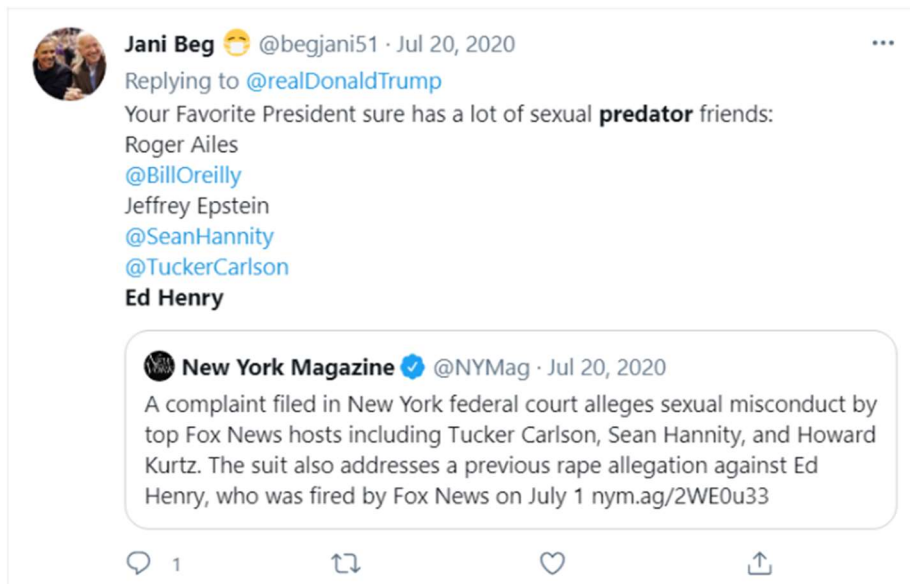 Jani Beg 😷 @begjani51 · Jul 20, 2020
Replying to @realDonaldTrump
Your Favorite President sure has a lot of sexual predator friends:
Roger Ailes
@BillOreilly
Jeffrey Epstein
@SeanHannity
@TuckerCarlson
Ed Henry
New York Magazine @NYMag · Jul 20, 2020
A complaint filed in New York federal court alleges sexual misconduct by
top Fox News hosts including Tucker Carlson, Sean Hannity, and Howard
Kurtz. The suit also addresses a previous rape allegation against Ed
Henry, who was fired by Fox News on July 1 nym.ag/2WE0u33
1